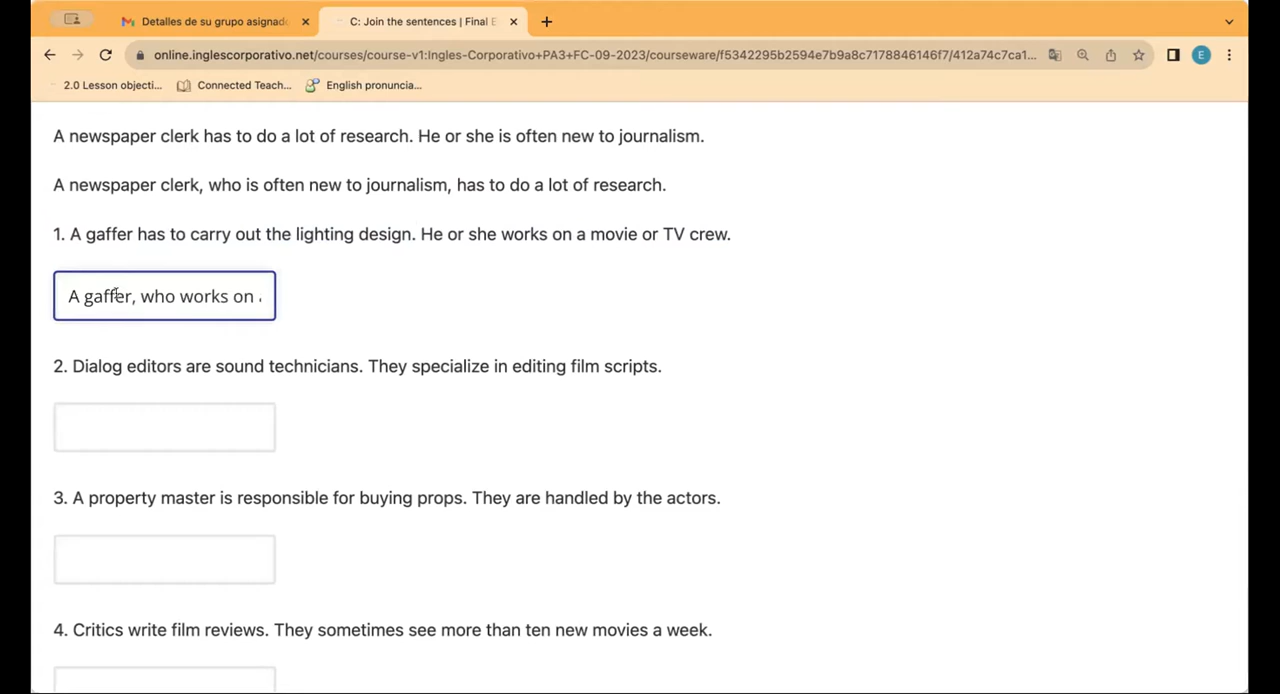 Detalles de su grupo asignado
C: Join the sentences | Final E
online.inglescorporativo.net/courses/course-v1:Ingles-Corporativo+PA3+FC-09-2023/courseware/f5342295b2594e7b9a8c7178846146f7/412a74c7ca1...
E
2.0 Lesson objecti...
Connected Teach...
English pronuncia...
A newspaper clerk has to do a lot of research. He or she is often new to journalism.
A newspaper clerk, who is often new to journalism, has to do a lot of research.
1. A gaffer has to carry out the lighting design. He or she works on a movie or TV crew.
A gaffer, who works on
2. Dialog editors are sound technicians. They specialize in editing film scripts.
3. A property master is responsible for buying props. They are handled by the actors.
4. Critics write film reviews. They sometimes see more than ten new movies a week.